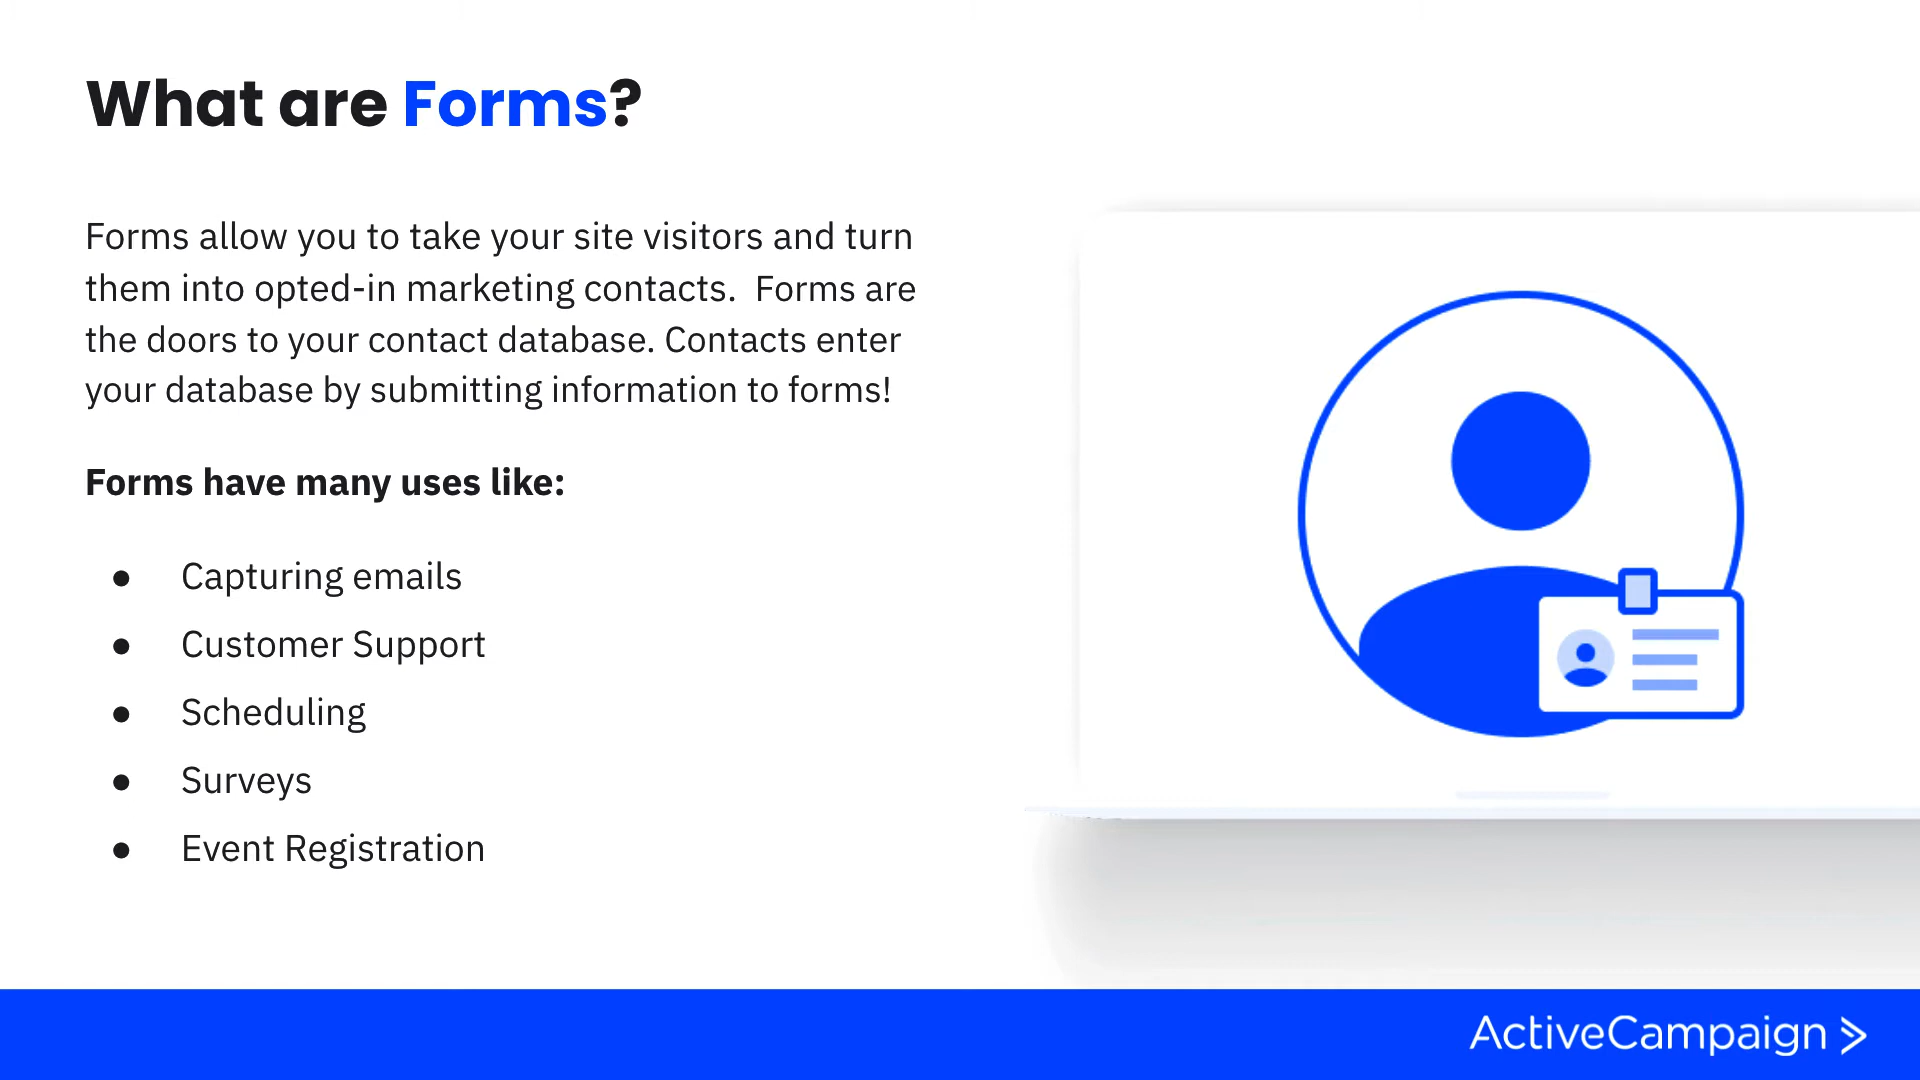 What are Forms?
Forms allow you to take your site visitors and turn
them into opted-in marketing contacts.  Forms are
the doors to your contact database. Contacts enter
your database by submitting information to forms!
Forms have many uses like:
● Capturing emails
● Customer Support
● Scheduling
● Surveys
● Event Registration
ActiveCampaign